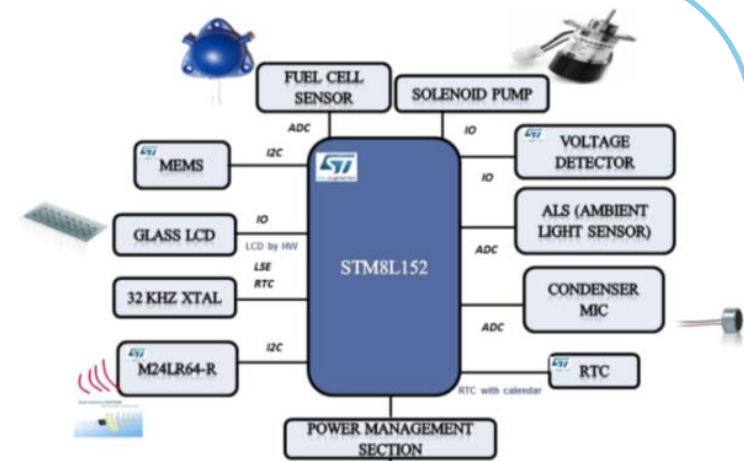 FUEL CELL
SENSOR
SOLENOID PUMP
ADC
IO
MEMS
I2C
VOLTAGE
DETECTOR
IO
GLASS LCD
IO
LCD by HW
ALS (AMBIENT
LIGHT SENSOR)
ADC
STM8L152
LSE
RTC
32 KHZ XTAL
CONDENSER
MIC
ADC
M24LR64-R
I2C
RTC
RTC with calendar
POWER MANAGEMENT
SECTION